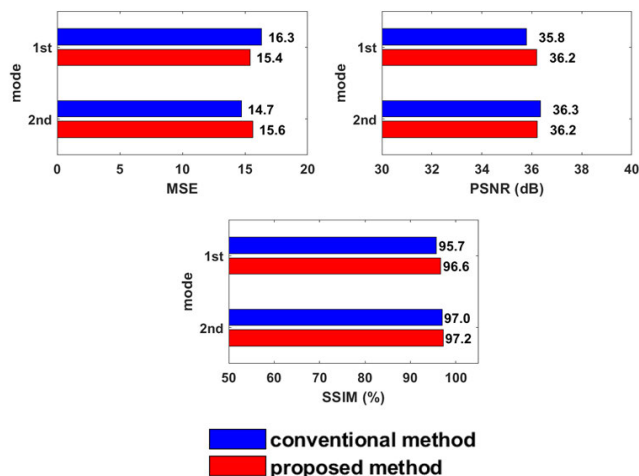 1st
16.3
15.4
mode
2nd
14.7
15.6
0 5 10 15 20
MSE
1st
35.8
36.2
mode
2nd
36.3
36.2
30 32 34 36 38 40
PSNR (dB)
1st
95.7
96.6
mode
2nd
97.0
97.2
50 60 70 80 90 100
SSIM (%)
conventional method
proposed method